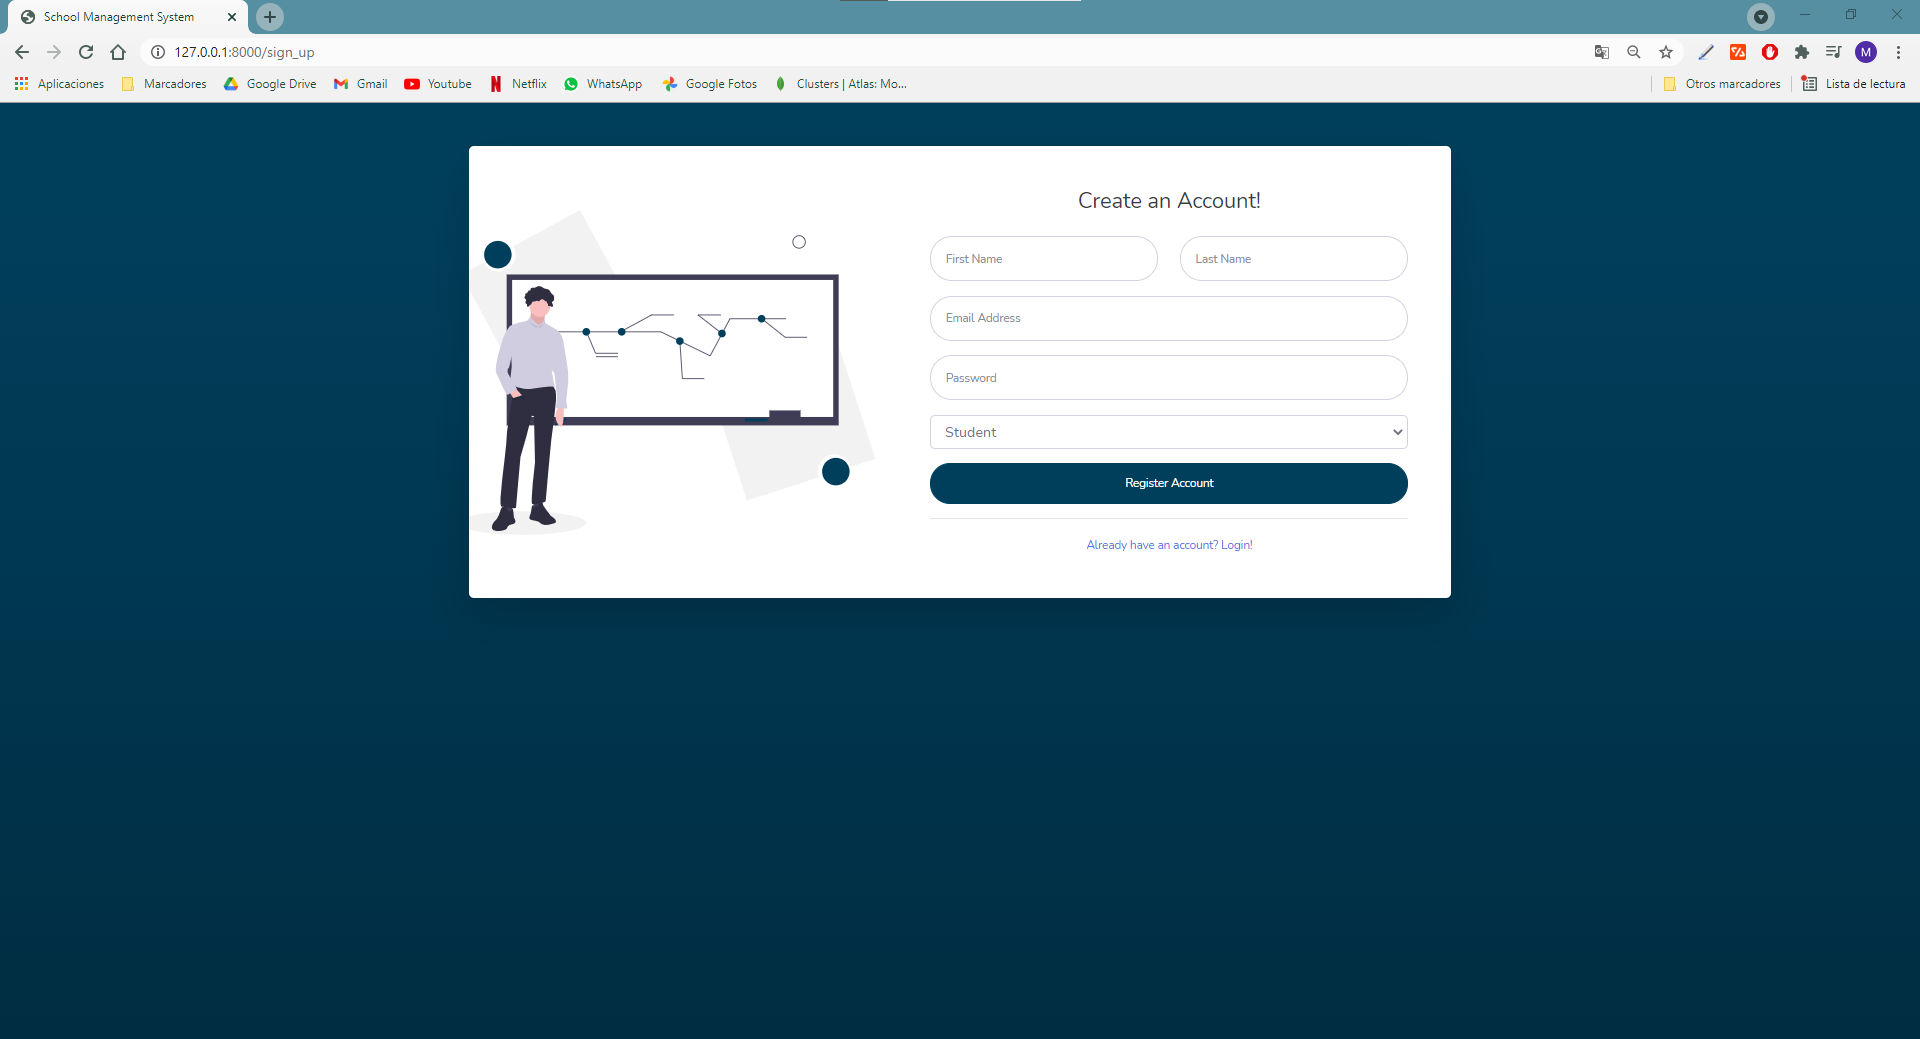 School Management System
127.0.0.1:8000/sign_up
M
Aplicaciones Marcadores Google Drive Gmail Youtube Netflix WhatsApp Google Fotos Clusters | Atlas: Mo... Otros marcadores Lista de lectura
Create an Account!
First Name Last Name
Email Address
Password
Student
Register Account
Already have an account? Login!